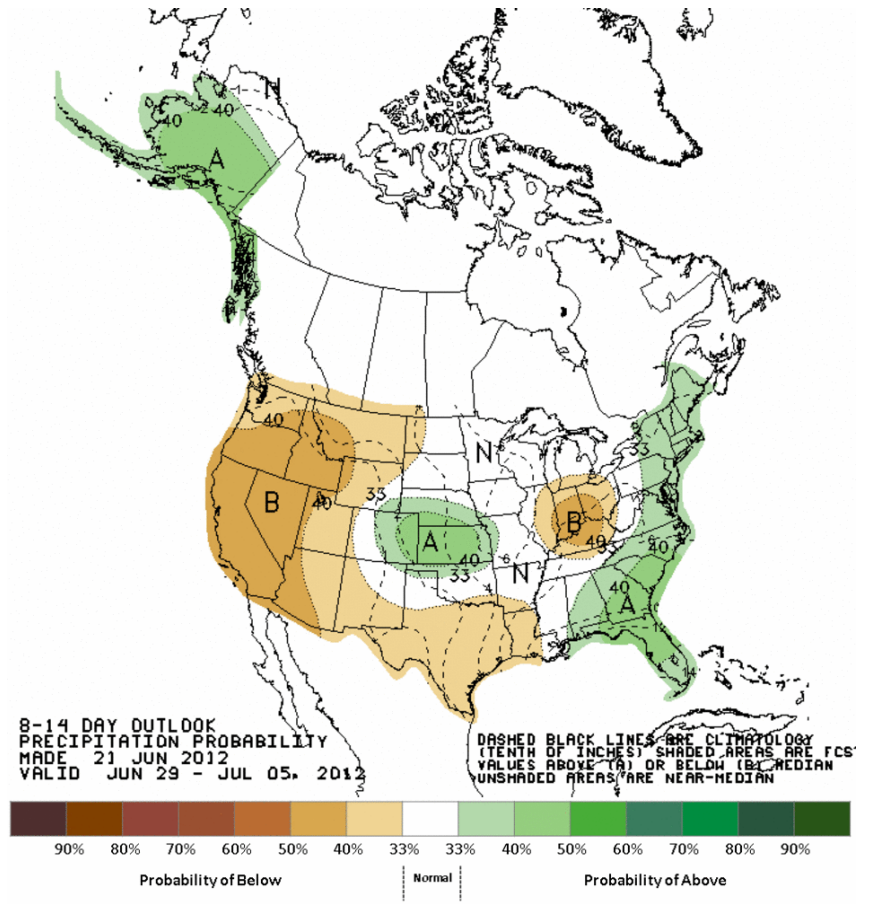 N
40
40
A
40
33
N
B
40
33
A
40
33
6
N
B
40
33
40
40
A
8-14 DAY OUTLOOK
PRECIPITATION PROBABILITY
MADE 21 JUN 2012
VALID JUN 29 - JUL 05, 2012
DASHED BLACK LINES ARE CLIMATOLOGY
(TENTH OF INCHES) SHADED AREAS ARE FCST
VALUES ABOVE (A) OR BELOW (B) MEDIAN
UNSHADED AREAS ARE NEAR-MEDIAN
90% 80% 70% 60% 50% 40% 33% 33% 40% 50% 60% 70% 80% 90%
Probability of Below Normal Probability of Above